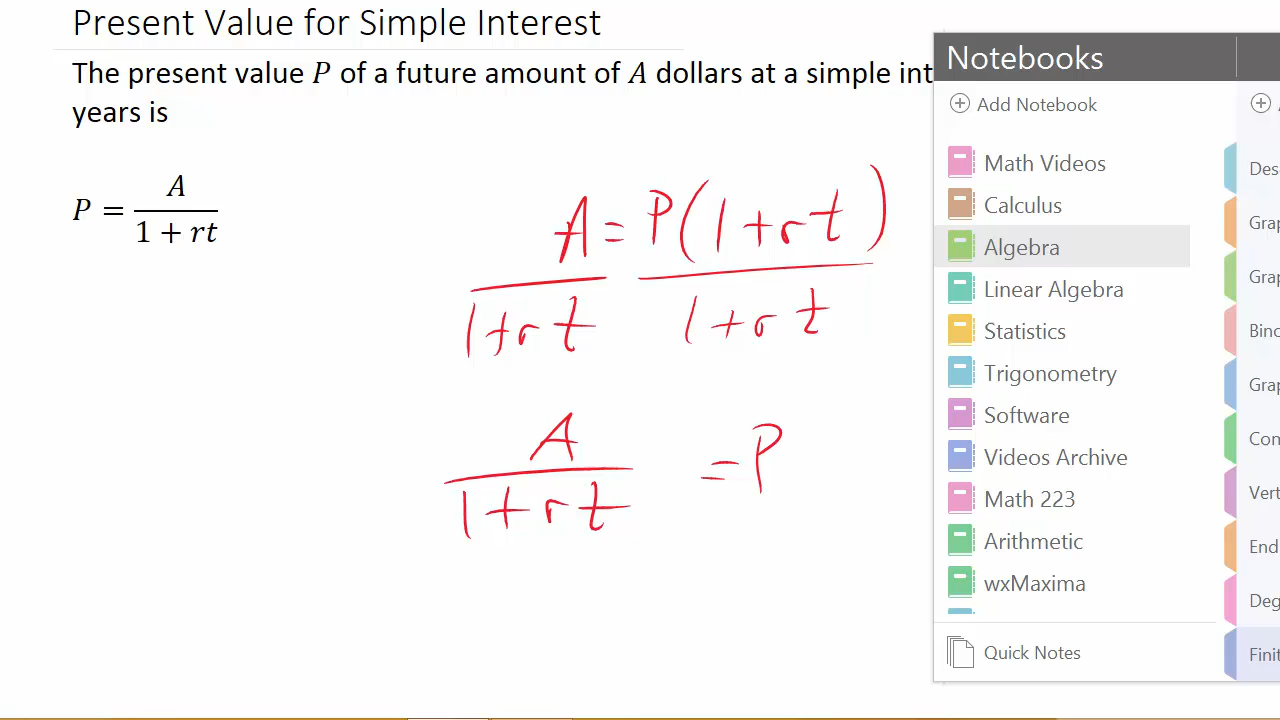 Present Value for Simple Interest
The present value P of a future amount of A dollars at a simple int
years is
P = A
1 + rt
A = P(1 + rt)
1 + rt 1 + rt
A = P
1 + rt
Notebooks
Add Notebook
Math Videos
Calculus
Algebra
Linear Algebra
Statistics
Trigonometry
Software
Videos Archive
Math 223
Arithmetic
wxMaxima
Quick Notes
Des
Grap
Grap
Bino
Grap
Con
Vert
End
Deg
Finit